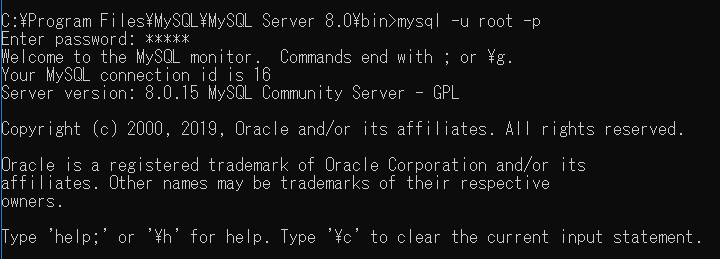 C:¥Program Files¥MySQL¥MySQL Server 8.0¥bin>mysql -u root -p
Enter password: *****
Welcome to the MySQL monitor.  Commands end with ; or ¥g.
Your MySQL connection id is 16
Server version: 8.0.15 MySQL Community Server - GPL
Copyright (c) 2000, 2019, Oracle and/or its affiliates. All rights reserved.
Oracle is a registered trademark of Oracle Corporation and/or its
affiliates. Other names may be trademarks of their respective
owners.
Type 'help;' or '¥h' for help. Type '¥c' to clear the current input statement.